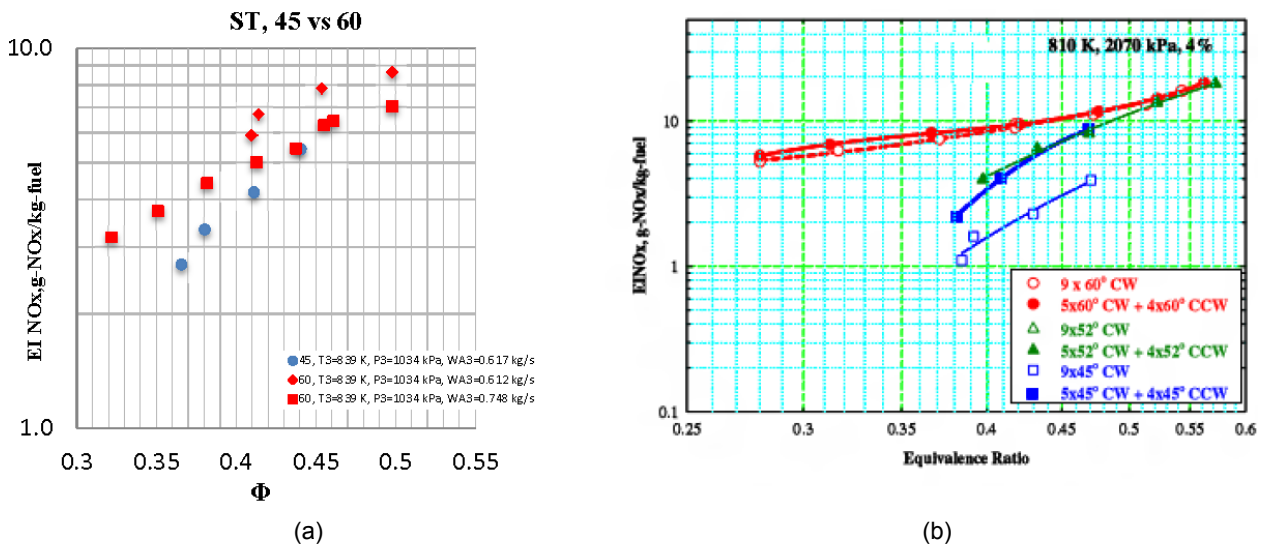 ST, 45 vs 60
10.0
1.0
EI NOx,g-NOx/kg-fuel
45, T3=839 K, P3=1034 kPa, WA3=0.617 kg/s
60, T3=839 K, P3=1034 kPa, WA3=0.612 kg/s
60, T3=839 K, P3=1034 kPa, WA3=0.748 kg/s
0.3 0.35 0.4 0.45 0.5 0.55
Φ
(a)
810 K, 2070 kPa, 4%
10
1
0.1
EINOx, g-NOx/kg-fuel
9 x 60° CW
5x60° CW + 4x60° CCW
9x52° CW
5x52° CW + 4x52° CCW
9x45° CW
5x45° CW + 4x45° CCW
0.25 0.3 0.4 0.45 0.5 0.55 0.6
Equivalence Ratio
(b)